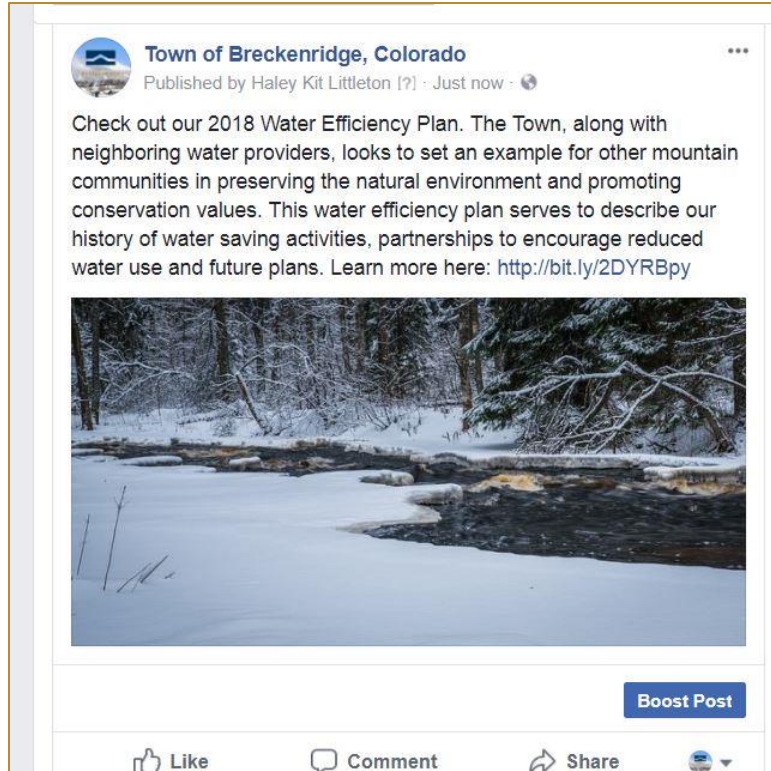 Town of Breckenridge, Colorado
Published by Haley Kit Littleton [?] · Just now ·
Check out our 2018 Water Efficiency Plan. The Town, along with
neighboring water providers, looks to set an example for other mountain
communities in preserving the natural environment and promoting
conservation values. This water efficiency plan serves to describe our
history of water saving activities, partnerships to encourage reduced
water use and future plans. Learn more here: http://bit.ly/2DYRBpy
Boost Post
Like Comment Share